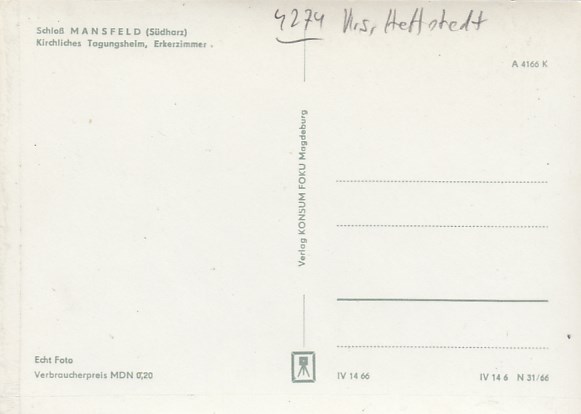 4274 Krs. Hettstedt
Schloß MANSFELD (Südharz)
Kirchliches Tagungsheim, Erkerzimmer.
A 4166 K
Verlag KONSUM FOKU Magdeburg
Echt Foto
Verbraucherpreis MDN 0,20
IV 14 66
IV 14 6 N 31/66